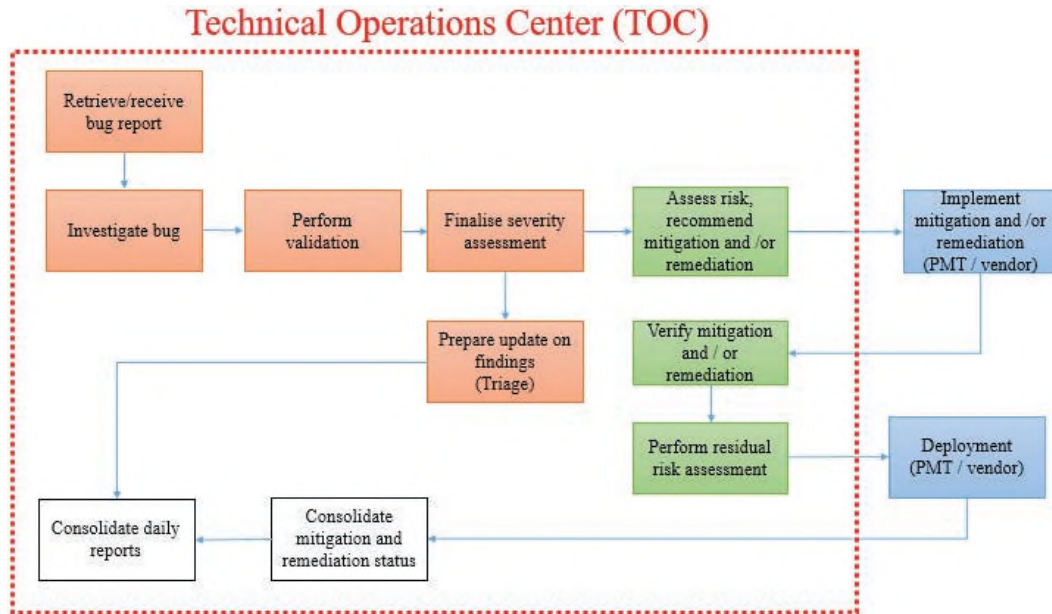 Technical Operations Center (TOC)
Retrieve/receive
bug report
Investigate bug
Perform
validation
Finalise severity
assessment
Assess risk,
recommend
mitigation and /or
remediation
Implement
mitigation and /or
remediation
(PMT / vendor)
Prepare update on
findings
(Triage)
Verify mitigation
and / or
remediation
Perform residual
risk assessment
Deployment
(PMT / vendor)
Consolidate daily
reports
Consolidate
mitigation and
remediation status